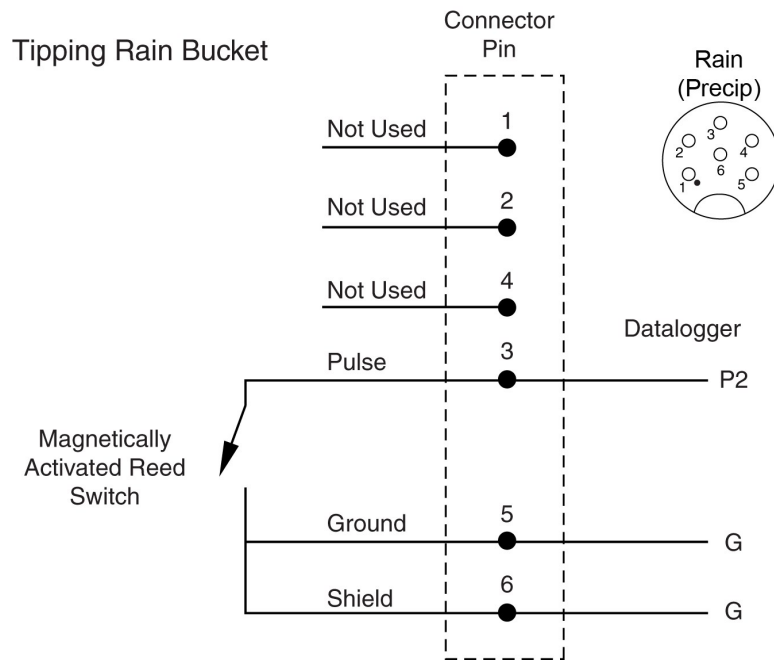 Tipping Rain Bucket
Connector
Pin
Rain
(Precip)
3
2
4
6
1
5
Not Used
1
Not Used
2
Not Used
4
Datalogger
Pulse
3
P2
Magnetically
Activated Reed
Switch
Ground
5
G
Shield
6
G